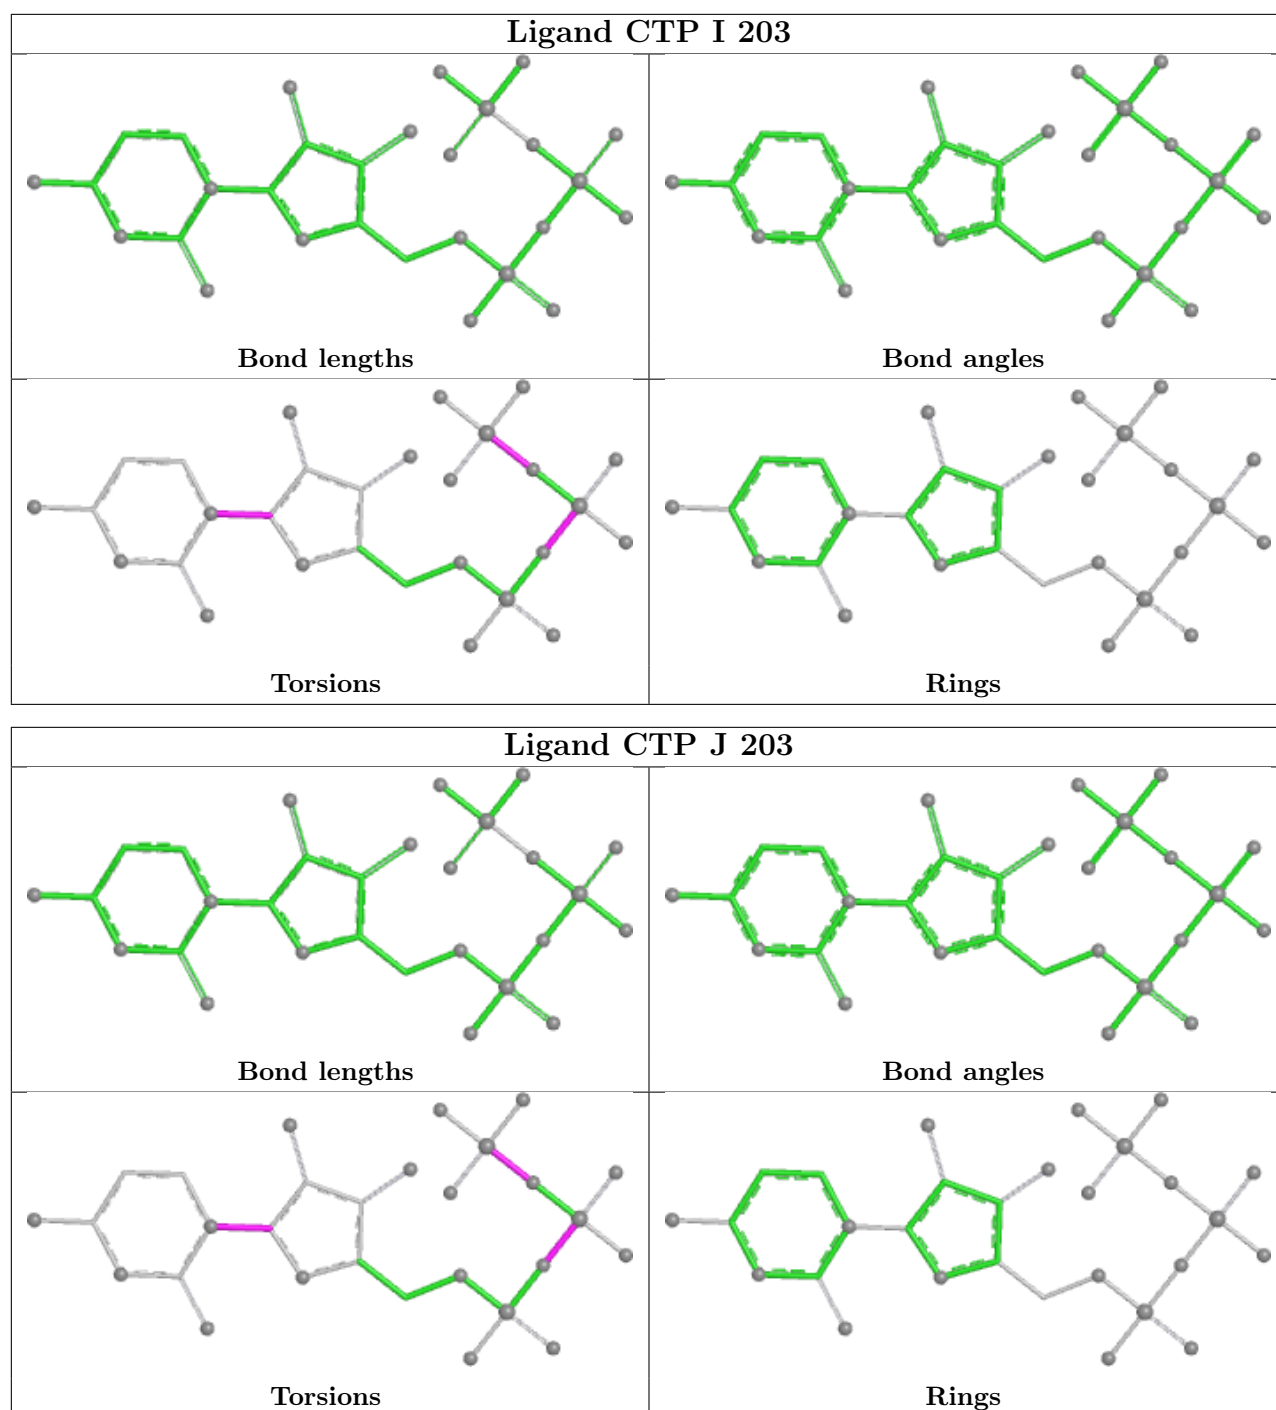 Ligand CTP I 203
Bond lengths
Bond angles
Torsions
Rings
Ligand CTP J 203
Bond lengths
Bond angles
Torsions
Rings